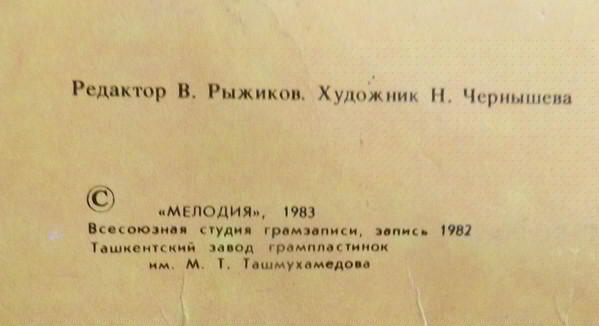 Редактор В. Рыжиков. Художник Н. Чернышева
©
«МЕЛОДИЯ», 1983
Всесоюзная студия грамзаписи, запись 1982
Ташкентский завод грампластинок
им. М. Т. Ташмухамедова